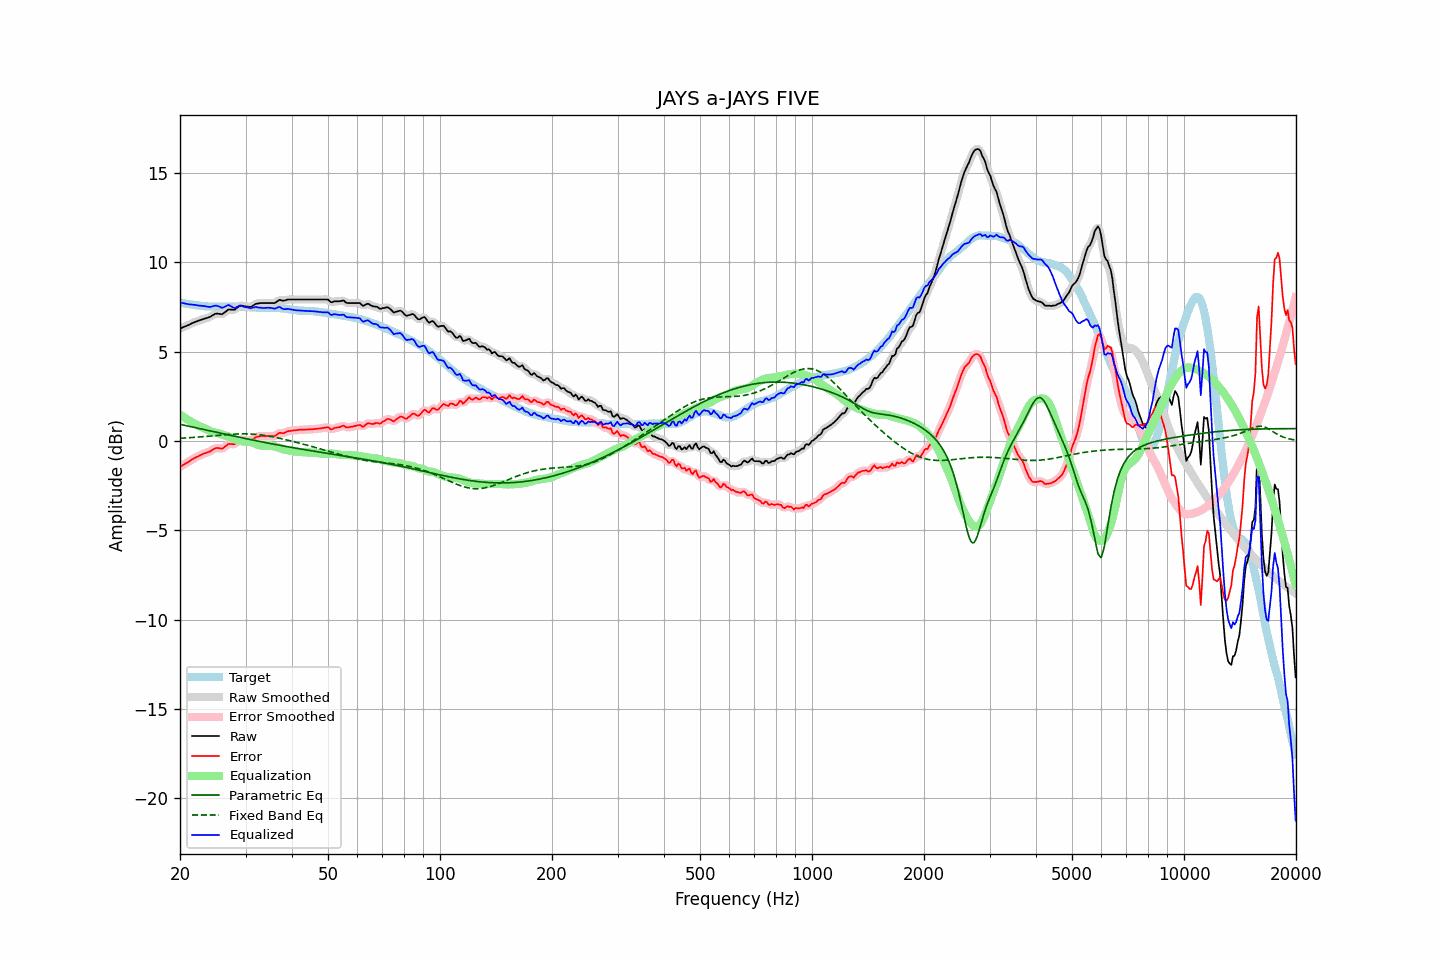 JAYS a-JAYS FIVE
Amplitude (dBr)
15
10
5
0
−5
−10
−15
−20
Target
Raw Smoothed
Error Smoothed
Raw
Error
Equalization
Parametric Eq
Fixed Band Eq
Equalized
20 50 100 200 500 1000 2000 5000 10000 20000
Frequency (Hz)